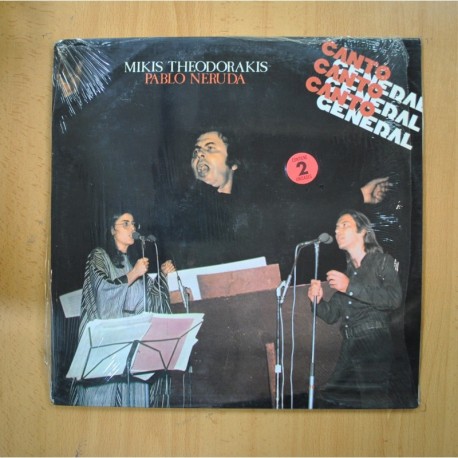 MIKIS THEODORAKIS
PABLO NERUDA
CANTO
GENERAL
CANTO
GENERAL
CANTO
GENERAL
2